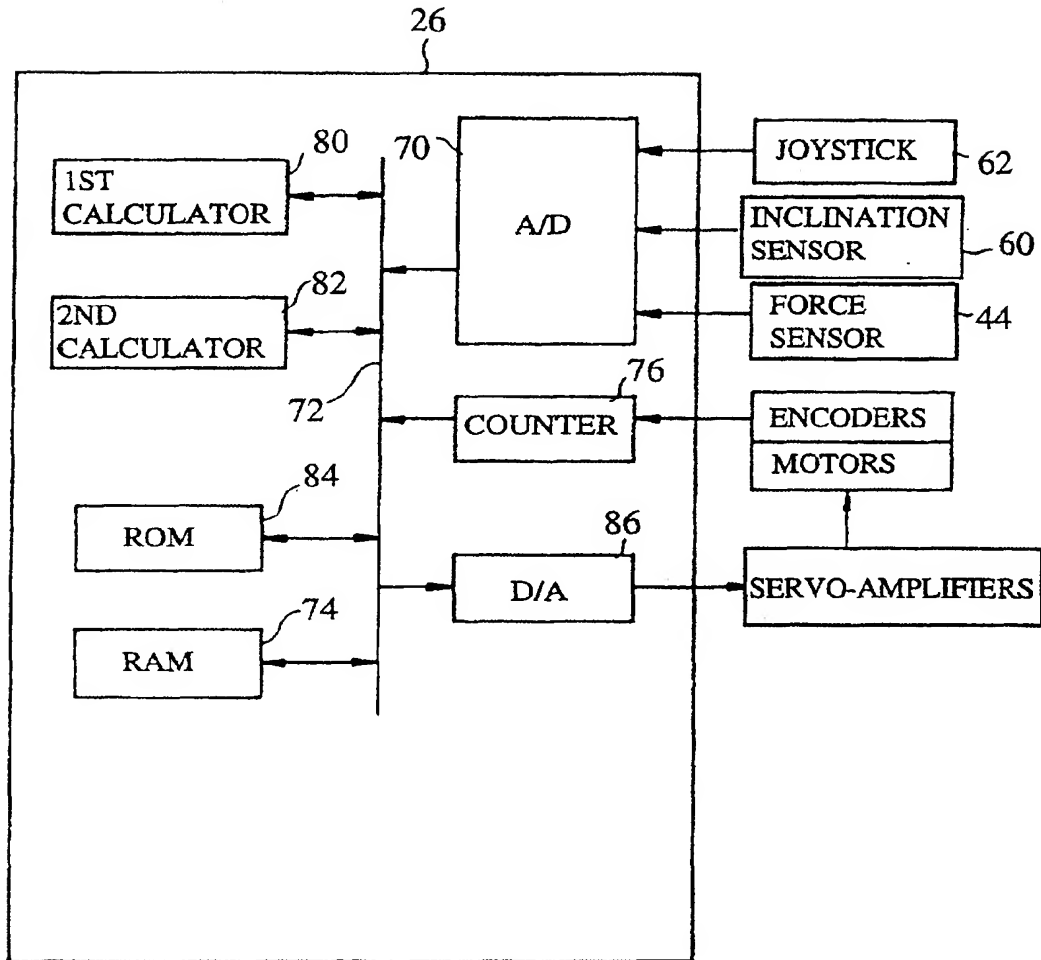 26
80
1ST
CALCULATOR
70
A/D
JOYSTICK
62
INCLINATION
SENSOR
60
82
2ND
CALCULATOR
FORCE
SENSOR
44
72
76
COUNTER
ENCODERS
MOTORS
84
ROM
86
D/A
SERVO-AMPLIFIERS
74
RAM